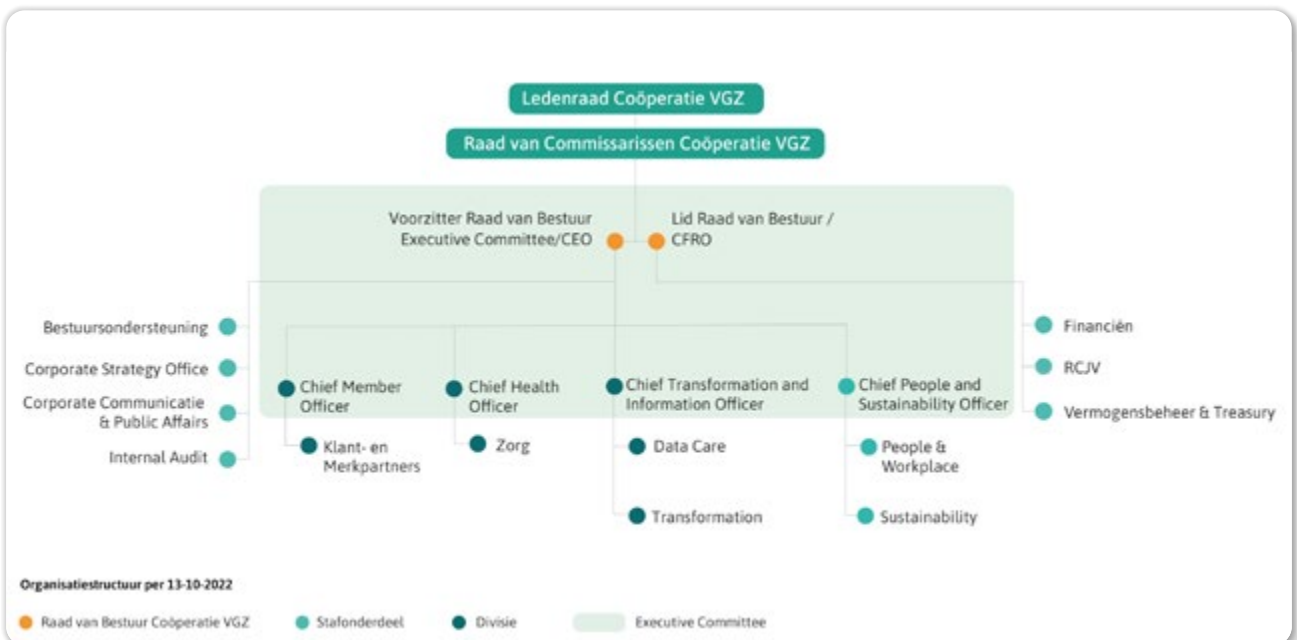 Ledenraad Coöperatie VGZ
Raad van Commissarissen Coöperatie VGZ
Voorzitter Raad van Bestuur
Executive Committee/CEO
Lid Raad van Bestuur /
CFRO
Bestuursondersteuning
Corporate Strategy Office
Corporate Communicatie
& Public Affairs
Internal Audit
Chief Member
Officer
Klant- en
Merkpartners
Chief Health
Officer
Zorg
Chief Transformation and
Information Officer
Data Care
Transformation
Chief People and
Sustainability Officer
People &
Workplace
Sustainability
Financiën
RCJV
Vermogensbeheer & Treasury
Organisatiestructuur per 13-10-2022
Raad van Bestuur Coöperatie VGZ
Stafonderdeel
Divisie
Executive Committee